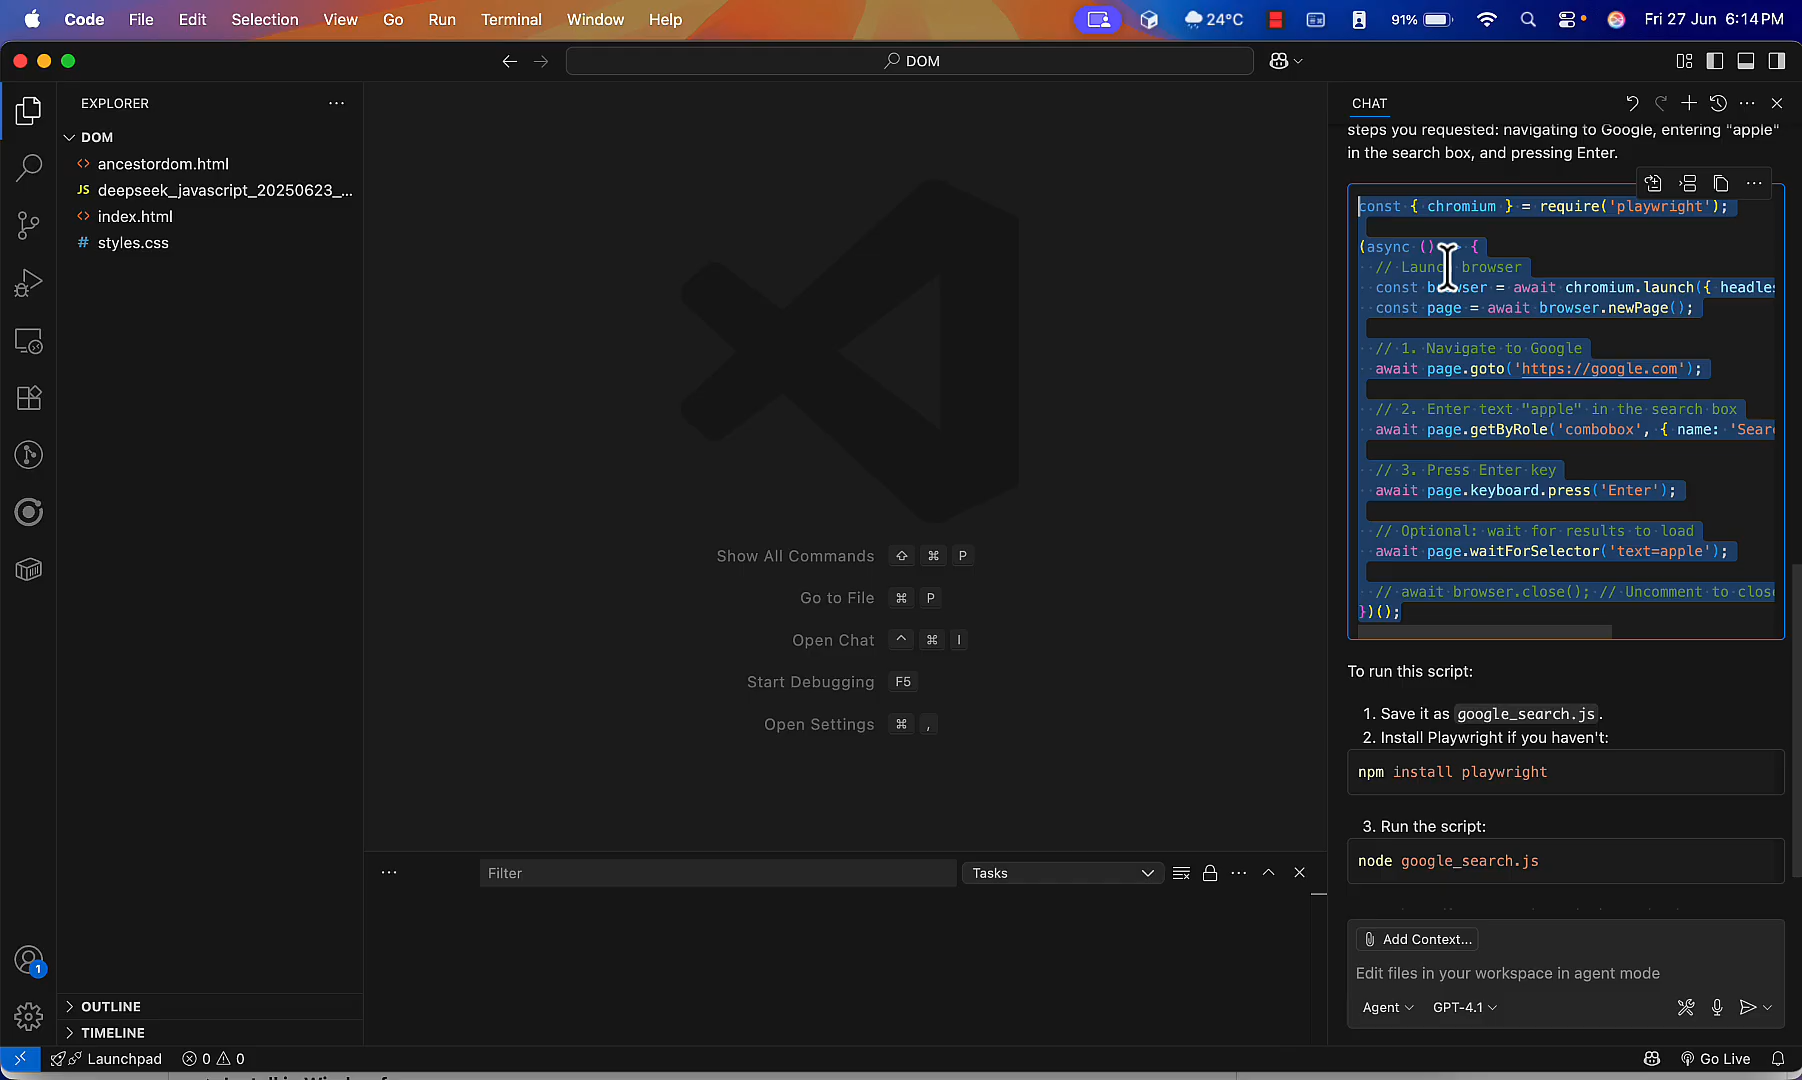 Code File Edit Selection View Go Run Terminal Window Help 24°C 91% Fri 27 Jun 6:14 PM
DOM
EXPLORER
DOM
ancestordom.html
JS deepseek_javascript_20250623_...
index.html
# styles.css
OUTLINE
TIMELINE
1
Show All Commands ⇧ ⌘ P
Go to File ⌘ P
Open Chat ^ ⌘ I
Start Debugging F5
Open Settings ⌘ ,
Filter Tasks
CHAT
steps you requested: navigating to Google, entering "apple"
in the search box, and pressing Enter.
const { chromium } = require('playwright');
(async () => {
// Launch browser
const browser = await chromium.launch({ headles
const page = await browser.newPage();
// 1. Navigate to Google
await page.goto('https://google.com');
// 2. Enter text "apple" in the search box
await page.getByRole('combobox', { name: 'Sear
// 3. Press Enter key
await page.keyboard.press('Enter');
// Optional: wait for results to load
await page.waitForSelector('text=apple');
// await browser.close(); // Uncomment to close
})();
To run this script:
1. Save it as google_search.js.
2. Install Playwright if you haven't:
npm install playwright
3. Run the script:
node google_search.js
Add Context...
Edit files in your workspace in agent mode
Agent GPT-4.1
Launchpad 0 0 Go Live